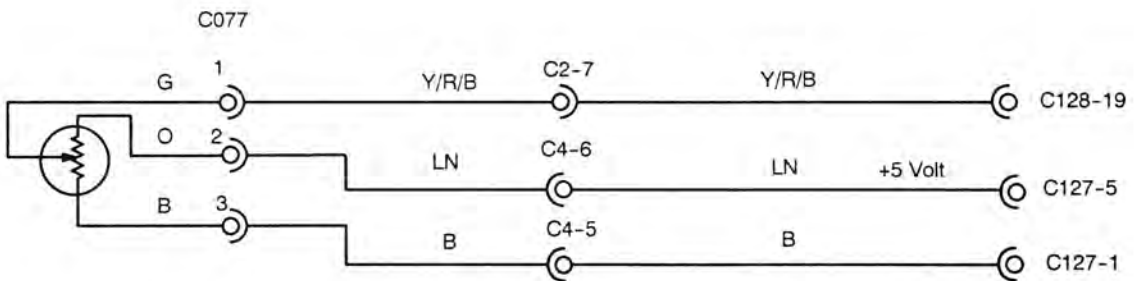 C077
G 1 Y/R/B C2-7 Y/R/B C128-19
O 2 LN C4-6 LN +5 Volt C127-5
B 3 B C4-5 B C127-1